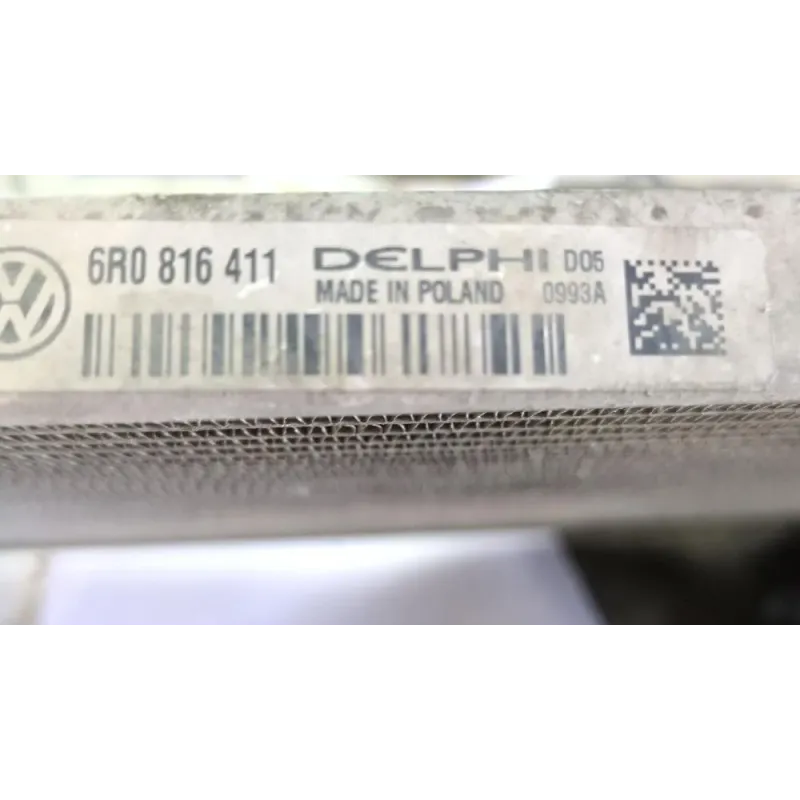 6R0 816 411 DELPHI D05
MADE IN POLAND 0993A